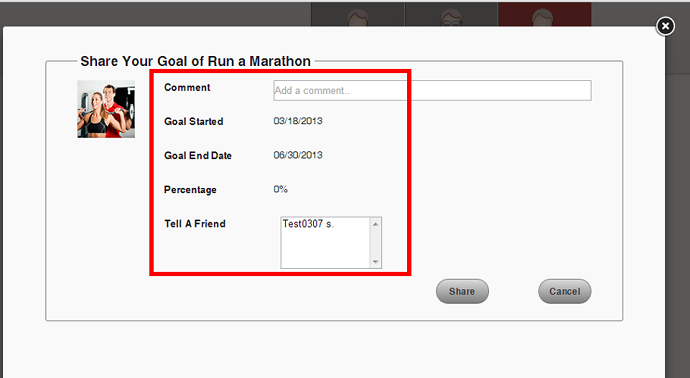 Share Your Goal of Run a Marathon
Comment
Add a comment..
Goal Started
03/18/2013
Goal End Date
06/30/2013
Percentage
0%
Tell A Friend
Test0307 s.
Share
Cancel